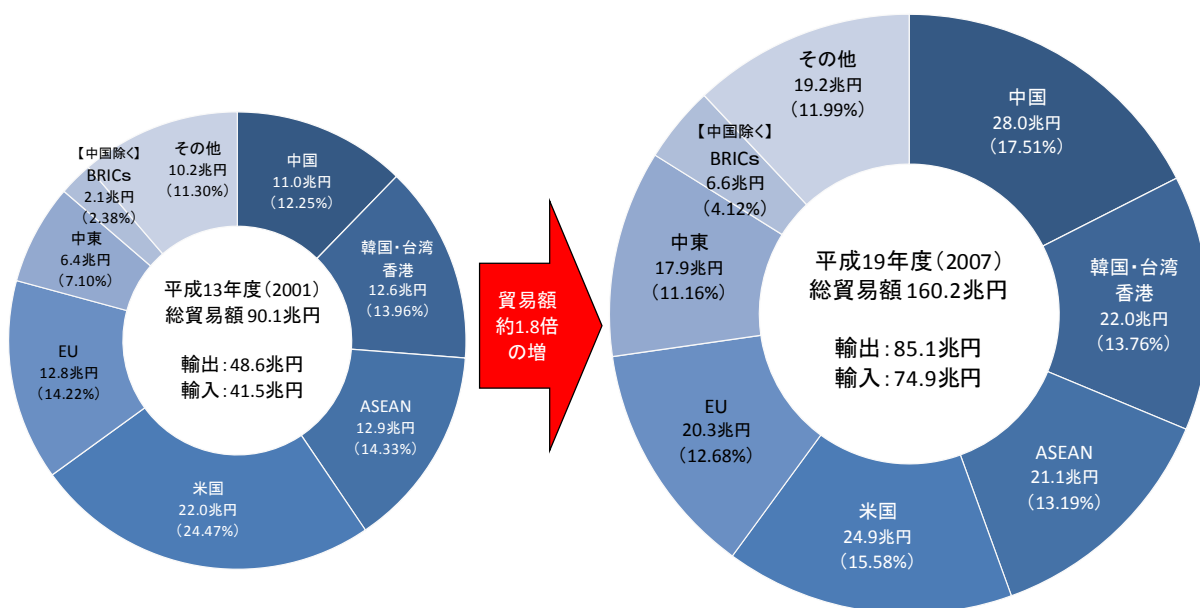 中国
11.0兆円
（12.25%）
韓国・台湾
香港
12.6兆円
（13.96%）
ASEAN
12.9兆円
（14.33%）
米国
22.0兆円
（24.47%）
EU
12.8兆円
（14.22%）
中東
6.4兆円
（7.10%）
【中国除く】
BRICs
2.1兆円
（2.38%）
その他
10.2兆円
（11.30%）
平成13年度（2001）
総貿易額 90.1兆円
輸出：48.6兆円
輸入：41.5兆円
貿易額
約1.8倍
の増
中国
28.0兆円
（17.51%）
韓国・台湾
香港
22.0兆円
（13.76%）
ASEAN
21.1兆円
（13.19%）
米国
24.9兆円
（15.58%）
EU
20.3兆円
（12.68%）
中東
17.9兆円
（11.16%）
【中国除く】
BRICs
6.6兆円
（4.12%）
その他
19.2兆円
（11.99%）
平成19年度（2007）
総貿易額 160.2兆円
輸出：85.1兆円
輸入：74.9兆円